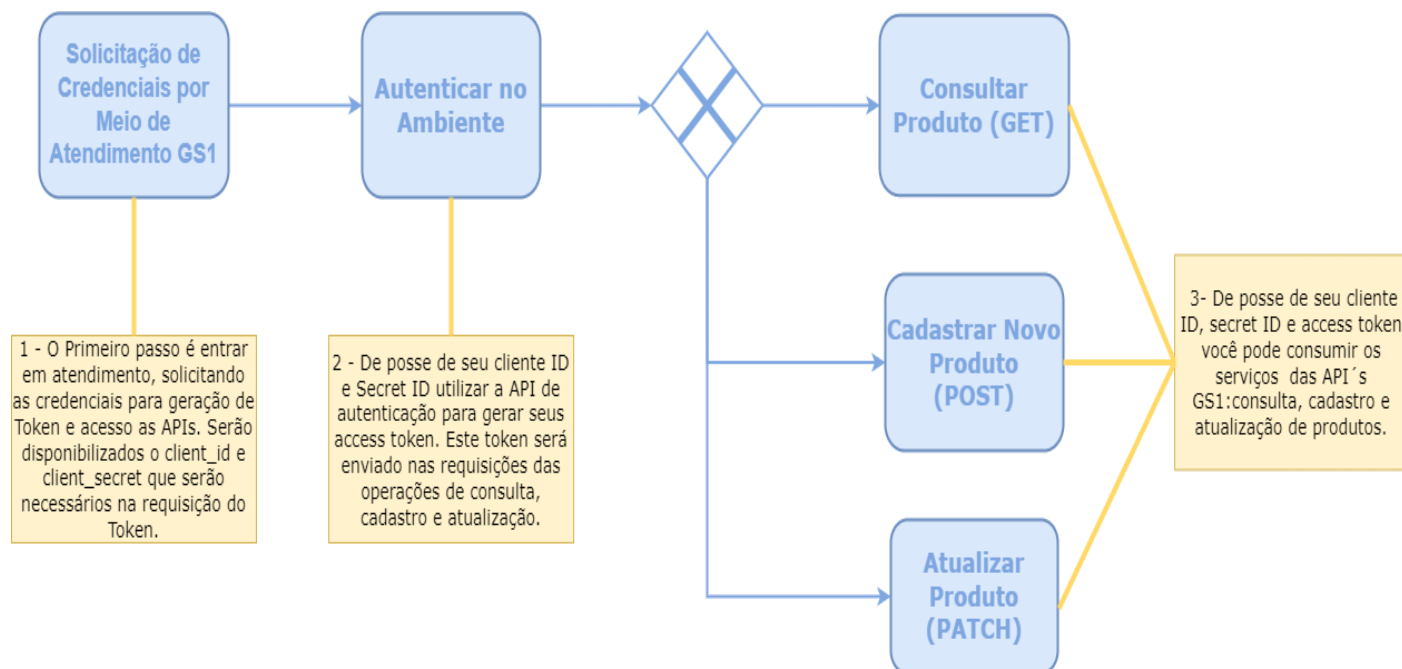 Solicitação de
Credenciais por
Meio de
Atendimento GS1
Autenticar no
Ambiente
Consultar
Produto (GET)
Cadastrar Novo
Produto
(POST)
Atualizar
Produto
(PATCH)
1 - O Primeiro passo é entrar
em atendimento, solicitando
as credenciais para geração de
Token e acesso as APIs. Serão
disponibilizados o client_id e
client_secret que serão
necessários na requisição do
Token.
2 - De posse de seu cliente ID
e Secret ID utilizar a API de
autenticação para gerar seus
access token. Este token será
enviado nas requisições das
operações de consulta,
cadastro e atualização.
3- De posse de seu cliente
ID, secret ID e access token
você pode consumir os
serviços das API´s
GS1:consulta, cadastro e
atualização de produtos.